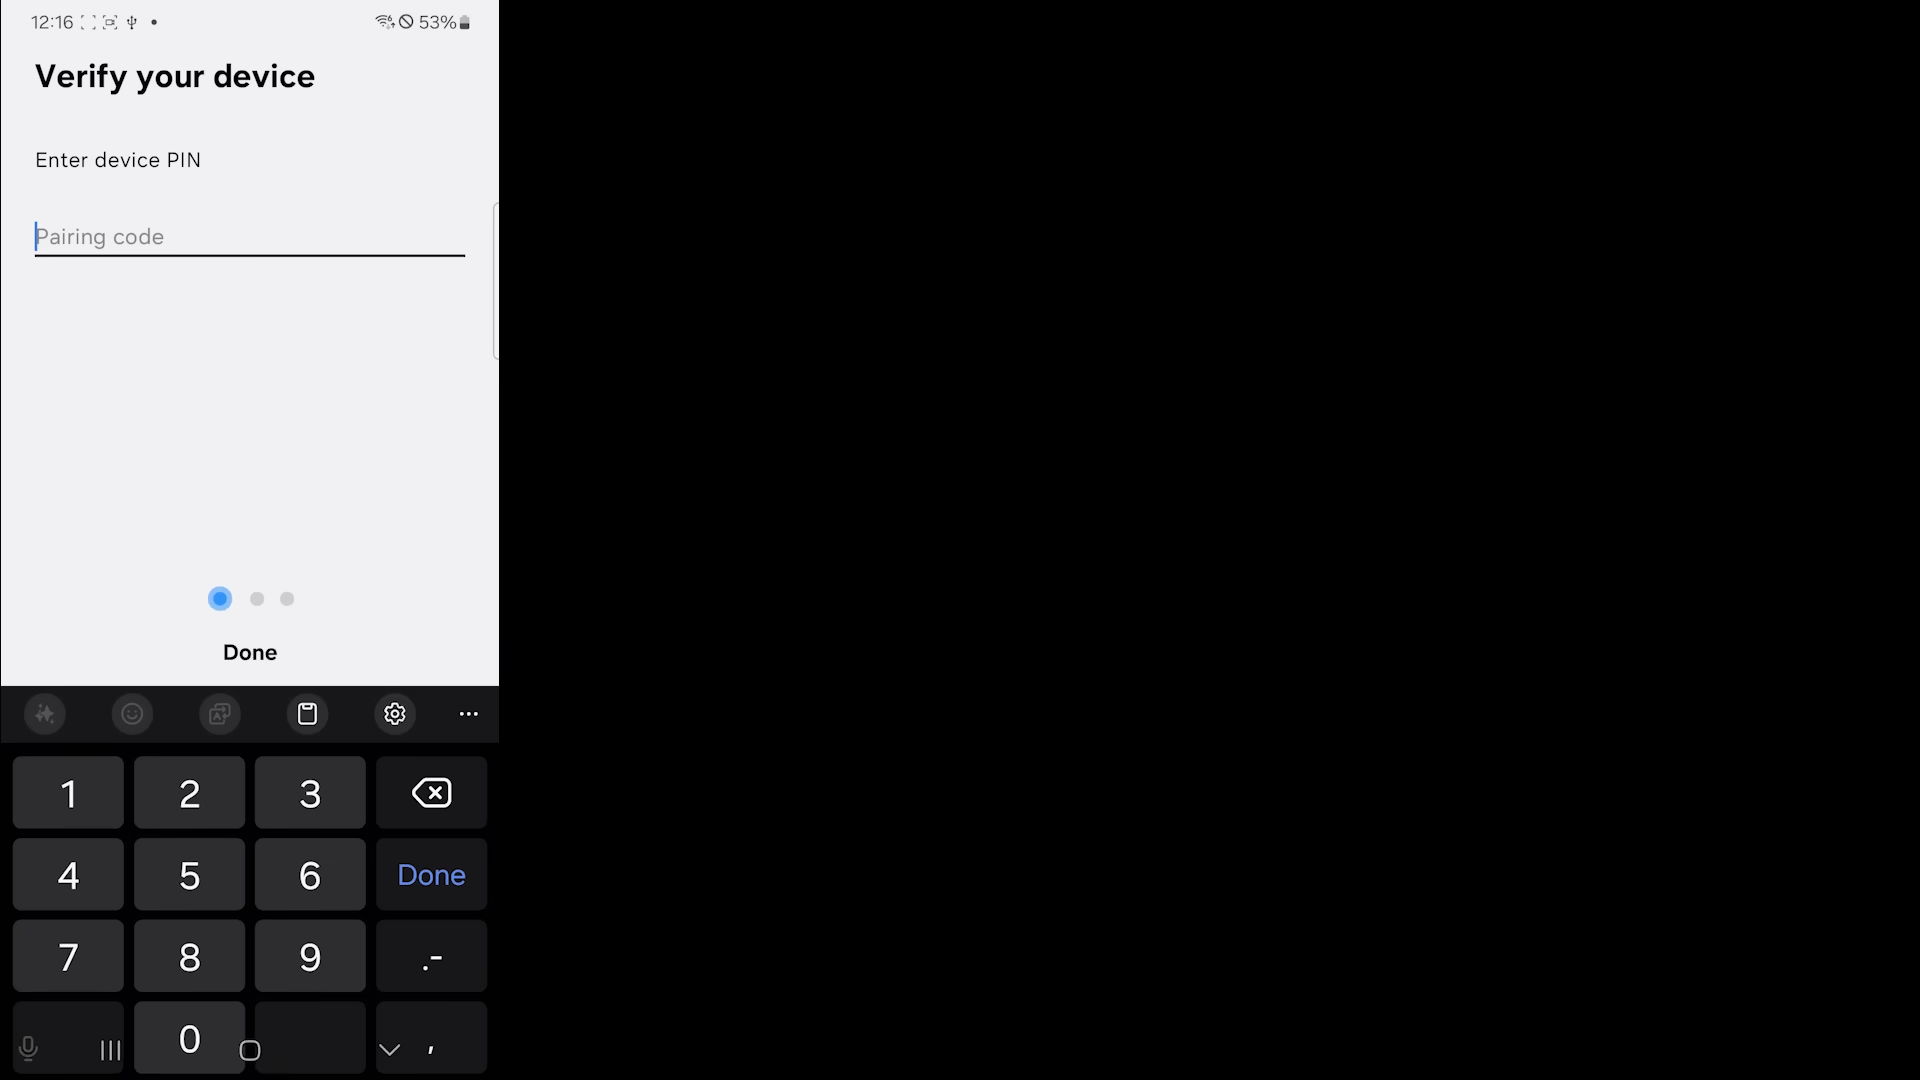 12:16 53%
Verify your device
Enter device PIN
Pairing code
Done
1 2 3
4 5 6 Done
7 8 9 .-
0 ,